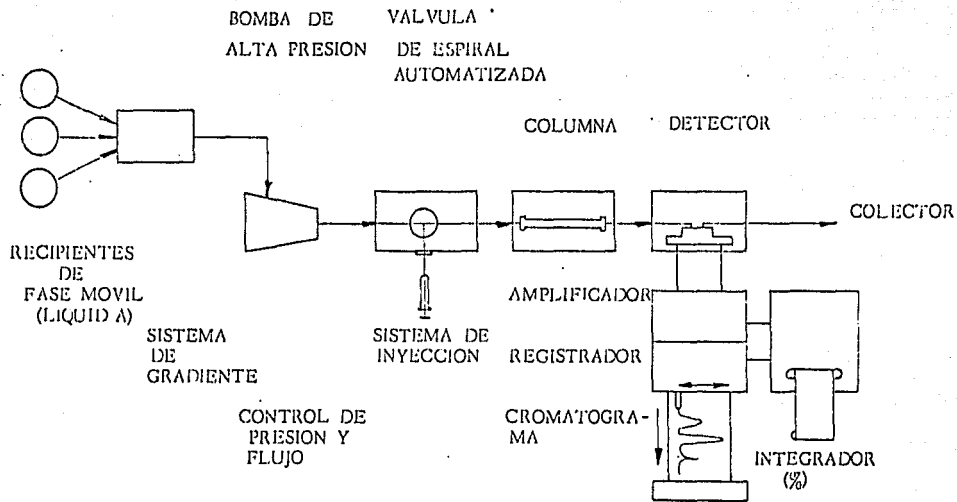 BOMBA DE
ALTA PRESION
VALVULA
DE ESPIRAL
AUTOMATIZADA
COLUMNA
DETECTOR
COLECTOR
RECIPIENTES
DE
FASE MOVIL
(LIQUID A)
SISTEMA
DE
GRADIENTE
SISTEMA DE
INYECCION
AMPLIFICADOR
REGISTRADOR
CONTROL DE
PRESION Y
FLUJO
CROMATOGRA-
MA
INTEGRADOR
(%)